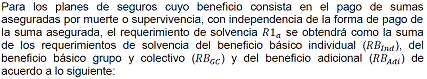 Para los planes de seguros cuyo beneficio consista en el pago de sumas
aseguradas por muerte o supervivencia, con independencia de la forma de pago de
la suma asegurada, el requerimiento de solvencia R1ₐ se obtendrá como la suma
de los requerimientos de solvencia del beneficio básico individual (RB_Ind), del
beneficio básico grupo y colectivo (RB_GC) y del beneficio adicional (RB_Adi) de
acuerdo a lo siguiente: